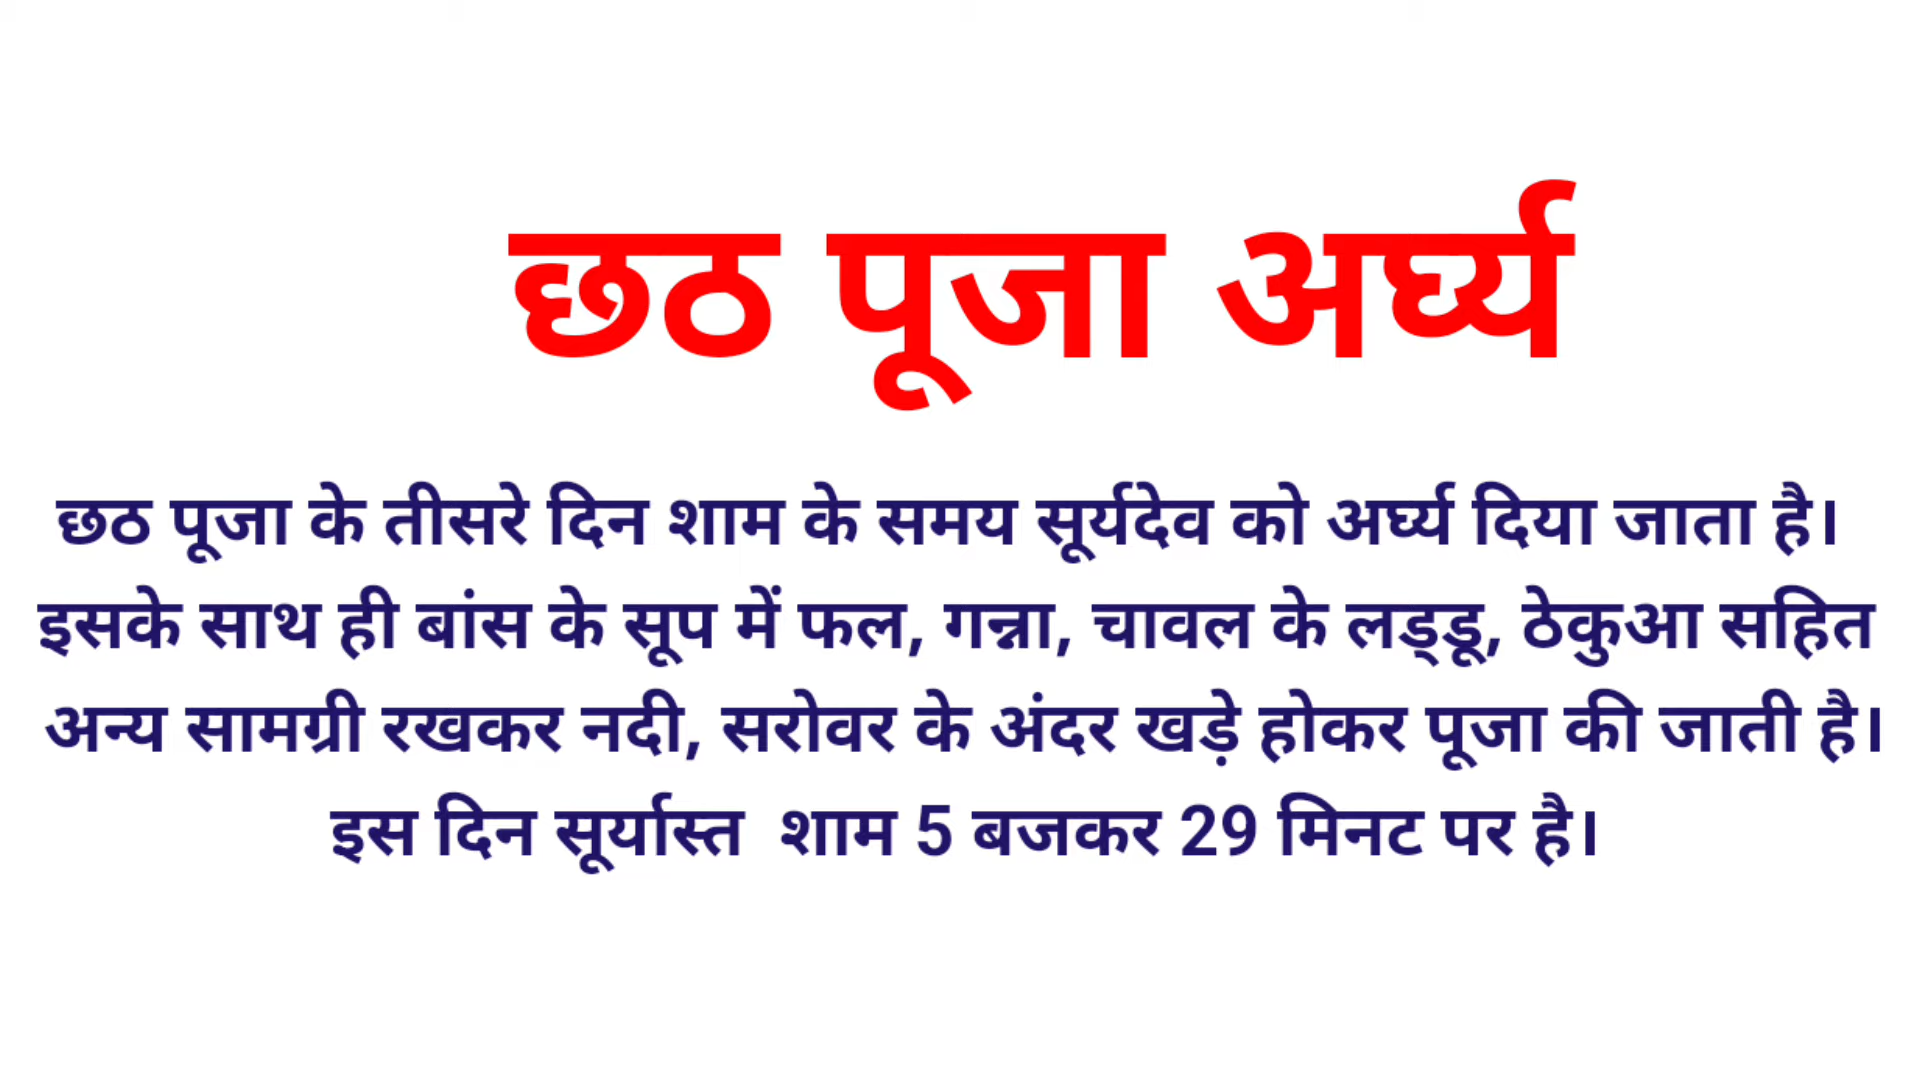 छठ पूजा अर्घ्य
छठ पूजा के तीसरे दिन शाम के समय सूर्यदेव को अर्घ्य दिया जाता है।
इसके साथ ही बांस के सूप में फल, गन्ना, चावल के लड्डू, ठेकुआ सहित
अन्य सामग्री रखकर नदी, सरोवर के अंदर खड़े होकर पूजा की जाती है।
इस दिन सूर्यास्त शाम 5 बजकर 29 मिनट पर है।